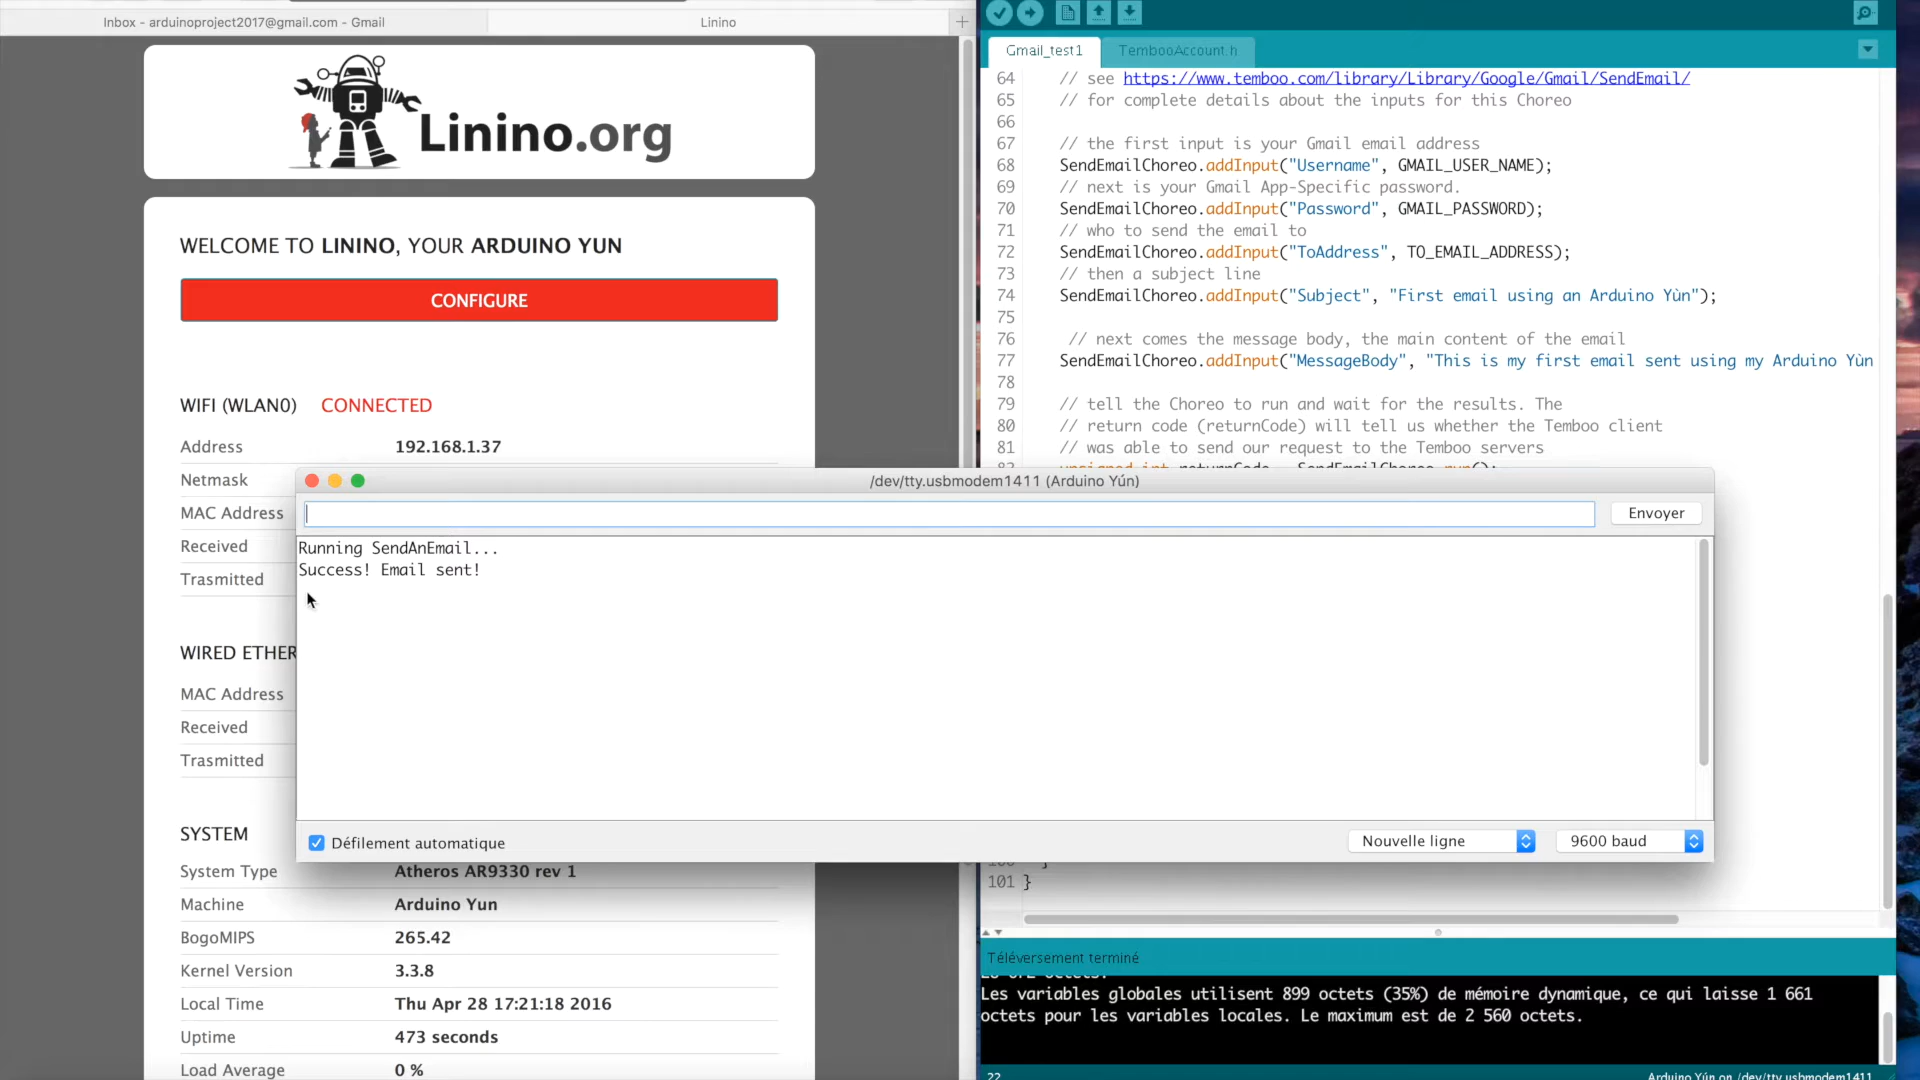 Inbox - arduinoproject2017@gmail.com - Gmail
Linino
Linino.org
WELCOME TO LININO, YOUR ARDUINO YUN
CONFIGURE
WIFI (WLAN0) CONNECTED
Address 192.168.1.37
Netmask
MAC Address
Received
Trasmitted
WIRED ETHER
MAC Address
Received
Trasmitted
SYSTEM
System Type Atheros AR9330 rev 1
Machine Arduino Yun
BogoMIPS 265.42
Kernel Version 3.3.8
Local Time Thu Apr 28 17:21:18 2016
Uptime 473 seconds
Load Average 0 %
Gmail_test1 TembooAccount.h
64 // see https://www.temboo.com/library/Library/Google/Gmail/SendEmail/
65 // for complete details about the inputs for this Choreo
66
67 // the first input is your Gmail email address
68 SendEmailChoreo.addInput("Username", GMAIL_USER_NAME);
69 // next is your Gmail App-Specific password.
70 SendEmailChoreo.addInput("Password", GMAIL_PASSWORD);
71 // who to send the email to
72 SendEmailChoreo.addInput("ToAddress", TO_EMAIL_ADDRESS);
73 // then a subject line
74 SendEmailChoreo.addInput("Subject", "First email using an Arduino Yùn");
75
76 // next comes the message body, the main content of the email
77 SendEmailChoreo.addInput("MessageBody", "This is my first email sent using my Arduino Yùn
78
79 // tell the Choreo to run and wait for the results. The
80 // return code (returnCode) will tell us whether the Temboo client
81 // was able to send our request to the Temboo servers
/dev/tty.usbmodem1411 (Arduino Yún)
Envoyer
Running SendAnEmail...
Success! Email sent!
Défilement automatique
Nouvelle ligne
9600 baud
101 }
Téléversement terminé
Les variables globales utilisent 899 octets (35%) de mémoire dynamique, ce qui laisse 1 661
octets pour les variables locales. Le maximum est de 2 560 octets.
22 Arduino Yún on /dev/tty.usbmodem1411